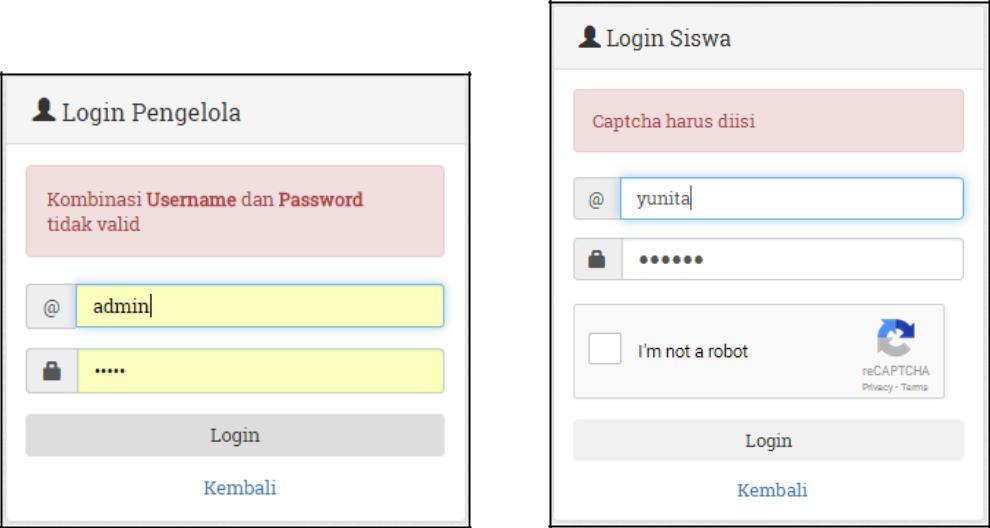 Login Pengelola
Kombinasi Username dan Password
tidak valid
@
admin
•••••
Login
Kembali
Login Siswa
Captcha harus diisi
@
yunita
••••••
I'm not a robot
reCAPTCHA
Privacy - Terms
Login
Kembali